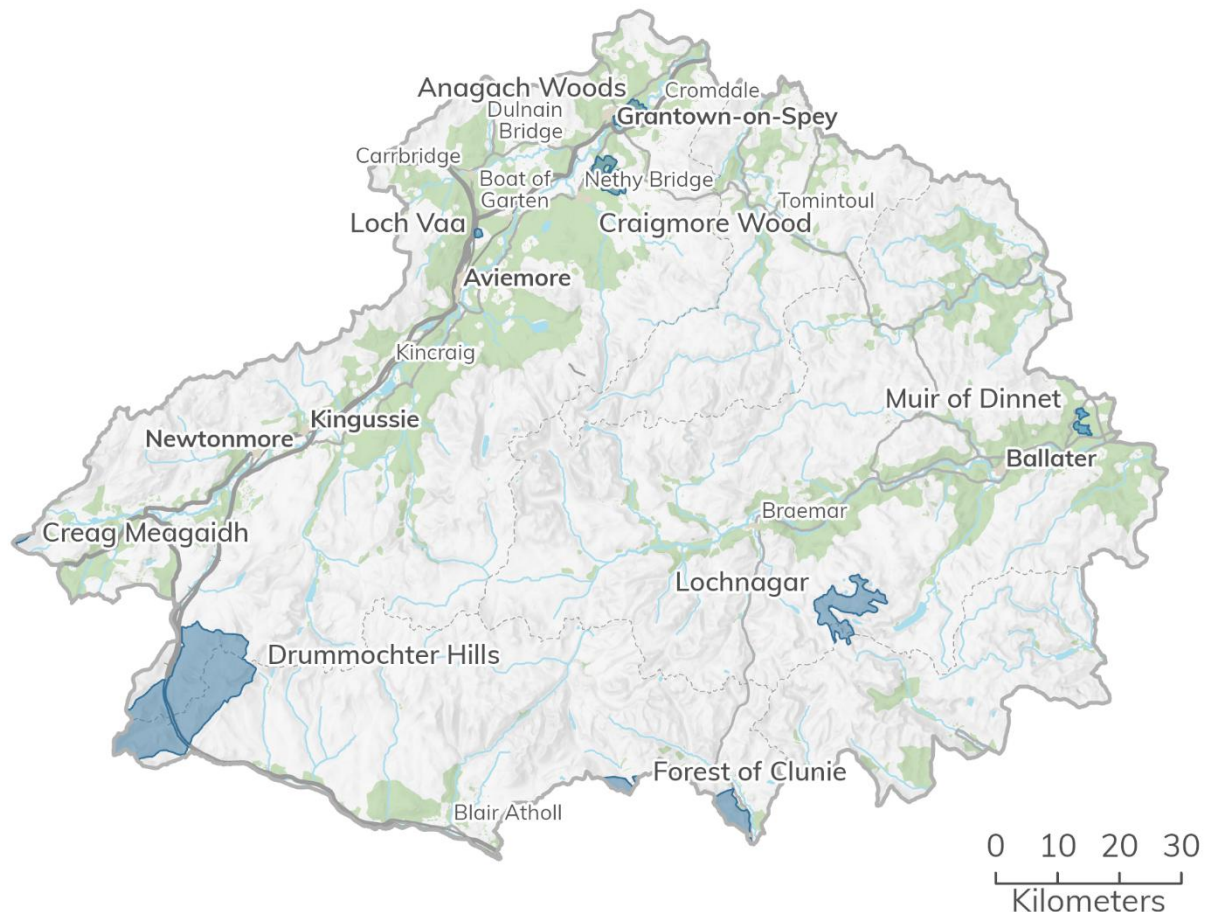 Anagach Woods
Cromdale
Dulnain
Bridge
Grantown-on-Spey
Carrbridge
Boat of
Garten
Nethy Bridge
Tomintoul
Loch Vaa
Craigmore Wood
Aviemore
Kincraig
Muir of Dinnet
Kingussie
Newtonmore
Ballater
Braemar
Creag Meagaidh
Lochnagar
Drummochter Hills
Forest of Clunie
Blair Atholl
0 10 20 30
Kilometers